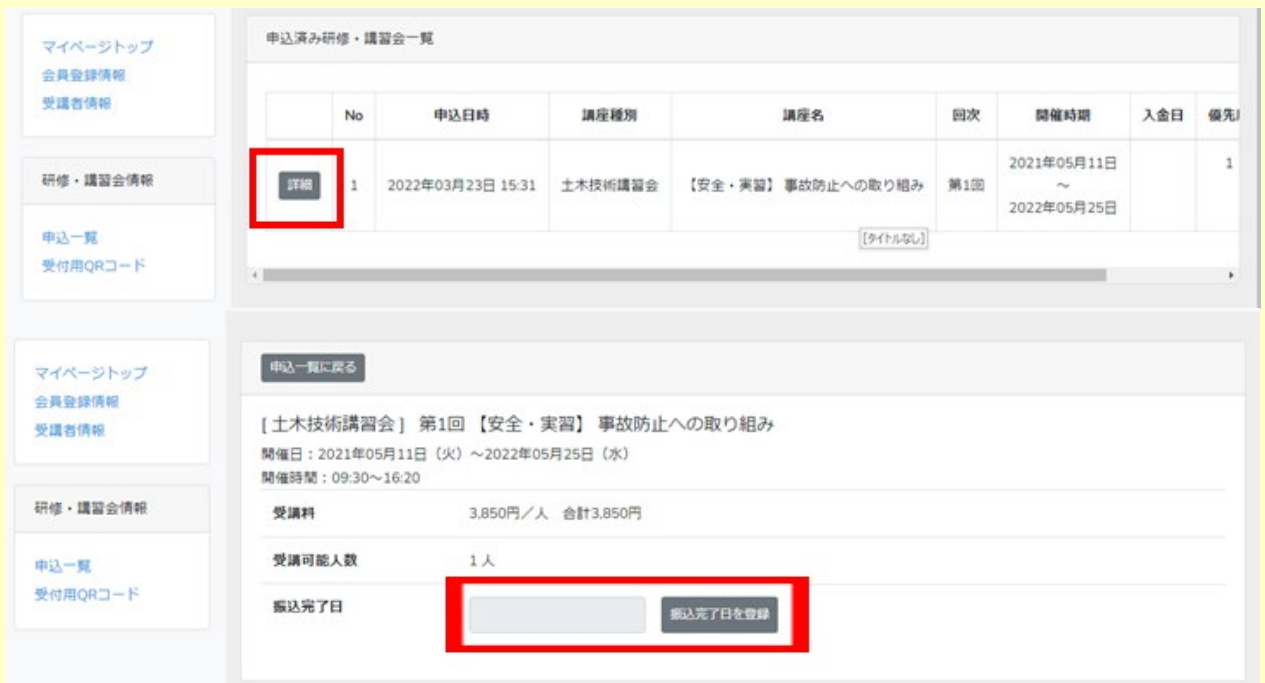 マイページトップ
会員登録情報
受講者情報
研修・講習会情報
申込一覧
受付用QRコード
申込済み研修・講習会一覧
No 申込日時 講座種別 講座名 回次 開催時期 入金日 優先
詳細 1 2022年03月23日 15:31 土木技術講習会 【安全・実習】 事故防止への取り組み 第1回 2021年05月11日 1
～
2022年05月25日
[タイトルなし]
マイページトップ
会員登録情報
受講者情報
研修・講習会情報
申込一覧
受付用QRコード
申込一覧に戻る
[ 土木技術講習会 ] 第1回 【安全・実習】 事故防止への取り組み
開催日：2021年05月11日（火）～2022年05月25日（水）
開催時間：09:30～16:20
受講料 3,850円／人 合計3,850円
受講可能人数 1 人
振込完了日 振込完了日を登録